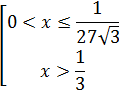 [ 0 < x ≤ 1/(27√3)
x > 1/3